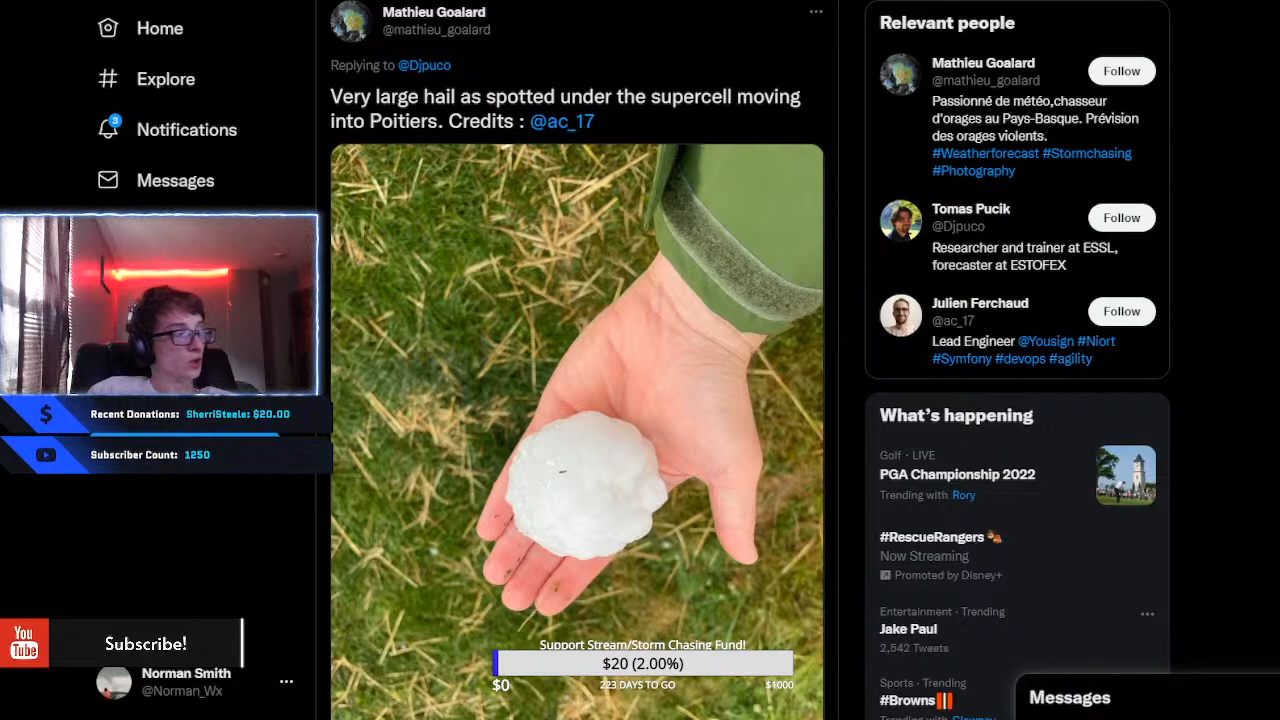 Home
Explore
3
Notifications
Messages
Recent Donations: SherriSteele: $20.00
Subscriber Count: 1250
You
Tube
Subscribe!
Norman Smith
@Norman_Wx
Mathieu Goalard
@mathieu_goalard
Replying to @Djpuco
Very large hail as spotted under the supercell moving
into Poitiers. Credits : @ac_17
Support Stream/Storm Chasing Fund!
$20 (2.00%)
$0
223 DAYS TO GO
$1000
Relevant people
Mathieu Goalard
@mathieu_goalard
Follow
Passionné de météo,chasseur
d'orages au Pays-Basque. Prévision
des orages violents.
#Weatherforecast #Stormchasing
#Photography
Tomas Pucik
@Djpuco
Follow
Researcher and trainer at ESSL,
forecaster at ESTOFEX
Julien Ferchaud
@ac_17
Follow
Lead Engineer @Yousign #Niort
#Symfony #devops #agility
What's happening
Golf · LIVE
PGA Championship 2022
Trending with Rory
#RescueRangers
Now Streaming
Promoted by Disney+
Entertainment · Trending
Jake Paul
2,542 Tweets
Sports · Trending
#Browns
Trending with Clowney
Messages